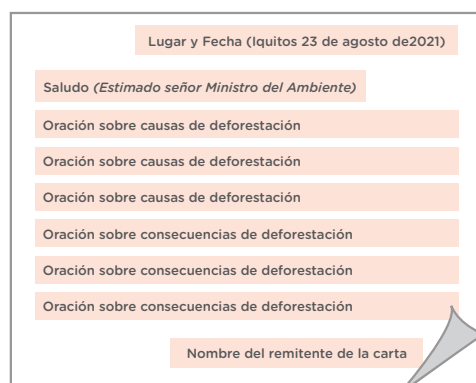 Lugar y Fecha (Iquitos 23 de agosto de2021)
Saludo (Estimado señor Ministro del Ambiente)
Oración sobre causas de deforestación
Oración sobre causas de deforestación
Oración sobre causas de deforestación
Oración sobre consecuencias de deforestación
Oración sobre consecuencias de deforestación
Oración sobre consecuencias de deforestación
Nombre del remitente de la carta